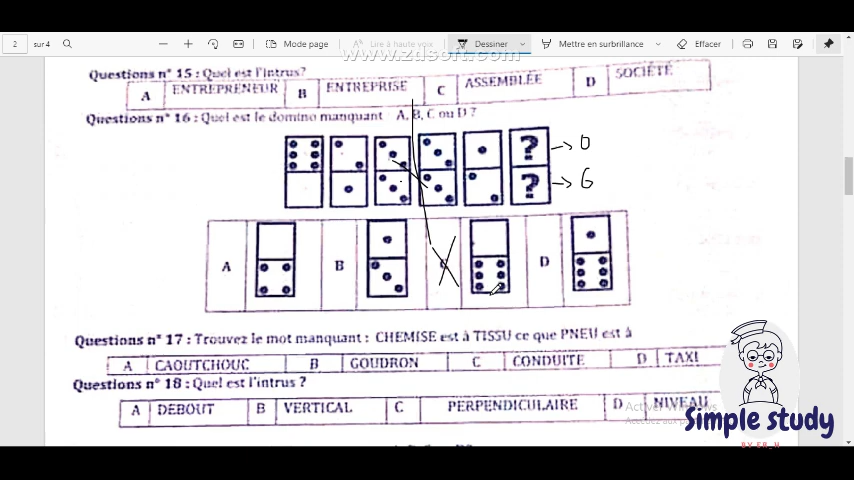 2 sur 4 Mode page Lire à haute voix Dessiner Mettre en surbrillance Effacer
www.zdsoft.com
Questions n° 15 : Quel est l'intrus?
A ENTREPRENEUR B ENTREPRISE C ASSEMBLÉE D SOCIÉTÉ
Questions n° 16 : Quel est le domino manquant A, B, C ou D ?
? → 0
? → 6
A B C D
Questions n° 17 : Trouvez le mot manquant : CHEMISE est à TISSU ce que PNEU est à
A CAOUTCHOUC B GOUDRON C CONDUITE D TAXI
Questions n° 18 : Quel est l'intrus ?
A DEBOUT B VERTICAL C PERPENDICULAIRE D NIVEAU
Activer Windows
Simple study